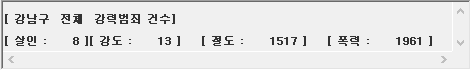 [ 강남구 전체 강력범죄 건수]
[ 살인 : 8 ][ 강도 : 13 ] [ 절도 : 1517 ] [ 폭력 : 1961 ]